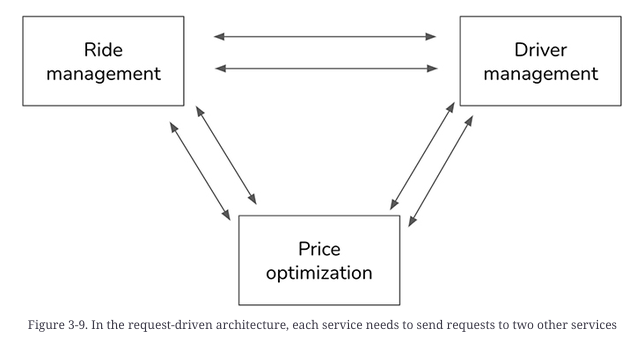 Ride
management
Driver
management
Price
optimization
Figure 3-9. In the request-driven architecture, each service needs to send requests to two other services